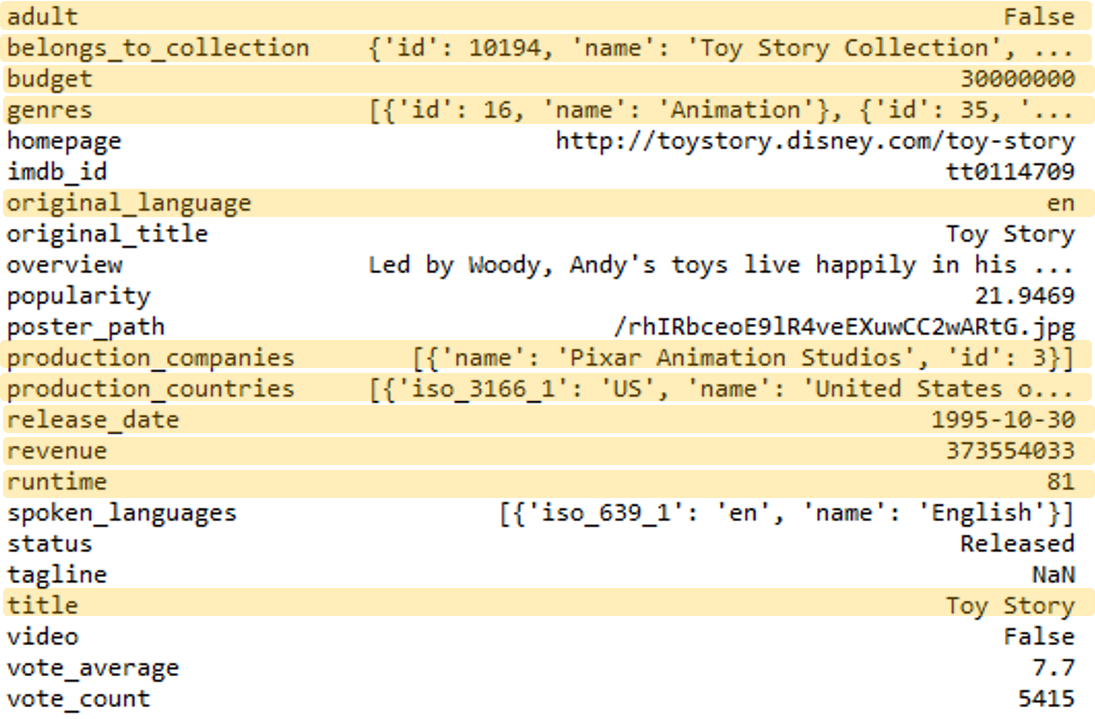 adult False
belongs_to_collection {'id': 10194, 'name': 'Toy Story Collection', ...
budget 30000000
genres [{'id': 16, 'name': 'Animation'}, {'id': 35, '...
homepage http://toystory.disney.com/toy-story
imdb_id tt0114709
original_language en
original_title Toy Story
overview Led by Woody, Andy's toys live happily in his ...
popularity 21.9469
poster_path /rhIRbceoE9lR4veEXuwCC2wARtG.jpg
production_companies [{'name': 'Pixar Animation Studios', 'id': 3}]
production_countries [{'iso_3166_1': 'US', 'name': 'United States o...
release_date 1995-10-30
revenue 373554033
runtime 81
spoken_languages [{'iso_639_1': 'en', 'name': 'English'}]
status Released
tagline NaN
title Toy Story
video False
vote_average 7.7
vote_count 5415